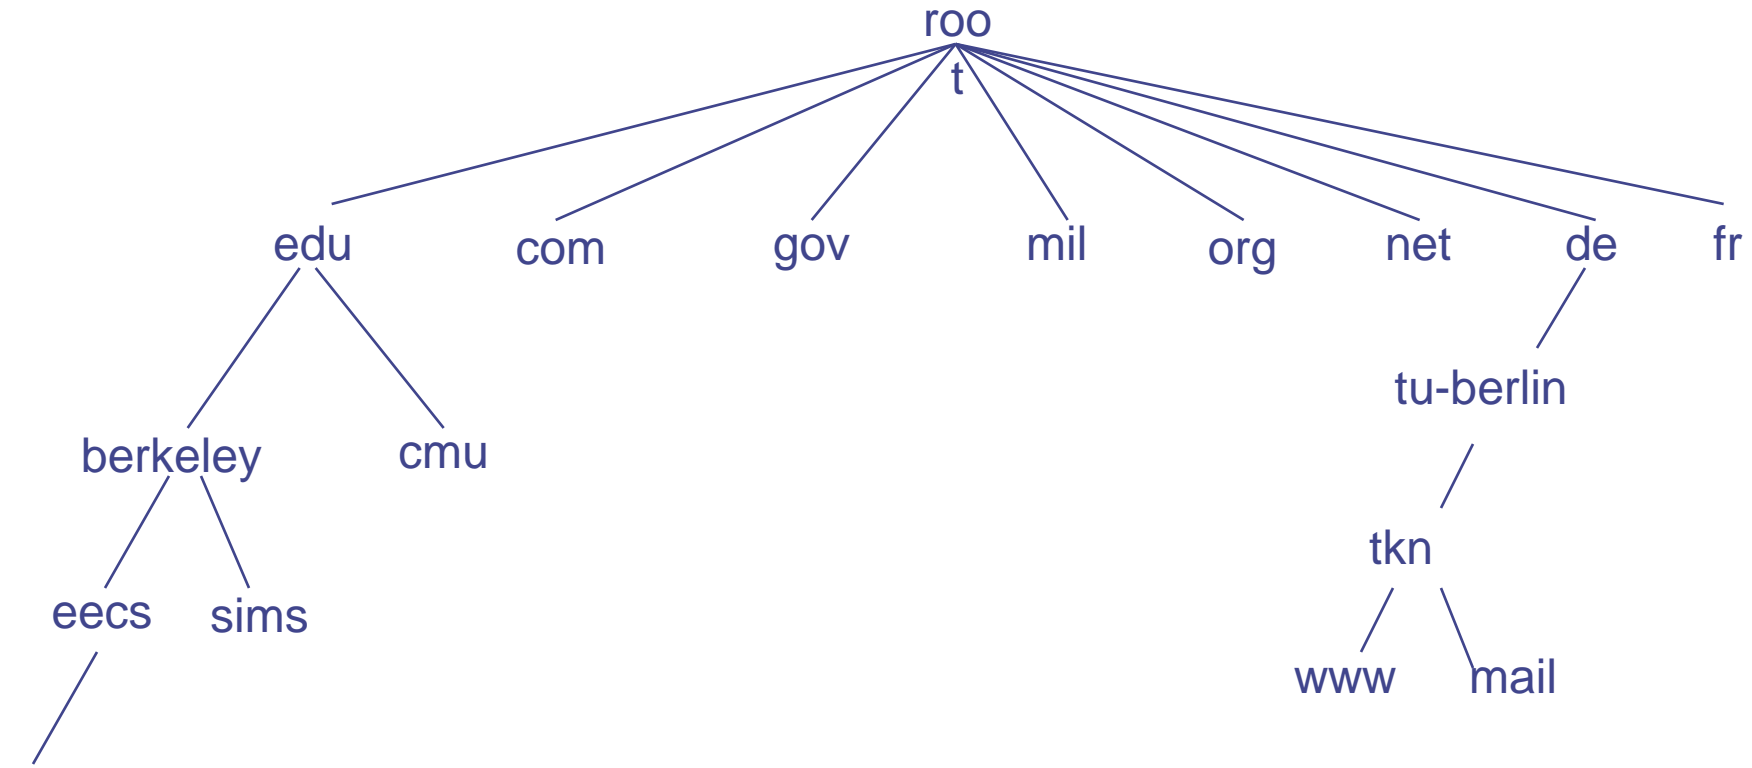 roo
t
edu com gov mil org net de fr
tu-berlin
berkeley cmu
tkn
eecs sims
www mail